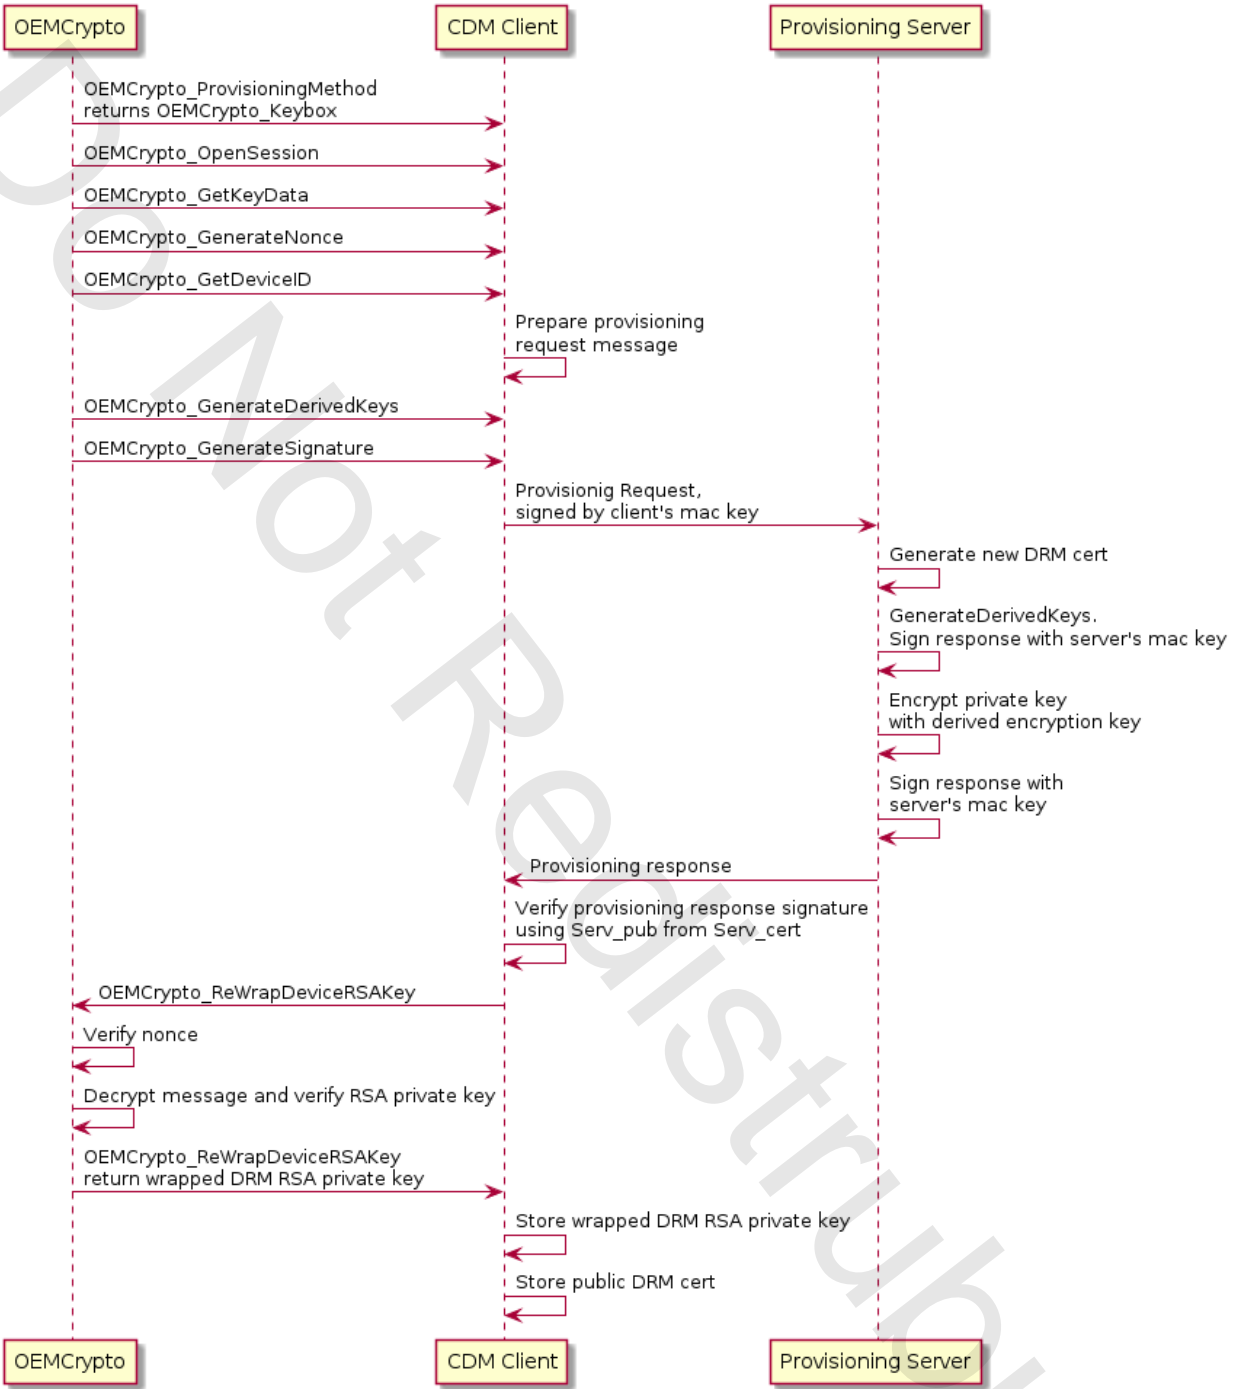 OEMCrypto
CDM Client
Provisioning Server
OEMCrypto_ProvisioningMethod
returns OEMCrypto_Keybox
OEMCrypto_OpenSession
OEMCrypto_GetKeyData
OEMCrypto_GenerateNonce
OEMCrypto_GetDeviceID
Prepare provisioning
request message
OEMCrypto_GenerateDerivedKeys
OEMCrypto_GenerateSignature
Provisionig Request,
signed by client's mac key
Generate new DRM cert
GenerateDerivedKeys.
Sign response with server's mac key
Encrypt private key
with derived encryption key
Sign response with
server's mac key
Provisioning response
Verify provisioning response signature
using Serv_pub from Serv_cert
OEMCrypto_ReWrapDeviceRSAKey
Verify nonce
Decrypt message and verify RSA private key
OEMCrypto_ReWrapDeviceRSAKey
return wrapped DRM RSA private key
Store wrapped DRM RSA private key
Store public DRM cert
OEMCrypto
CDM Client
Provisioning Server
Do Not Redistrub